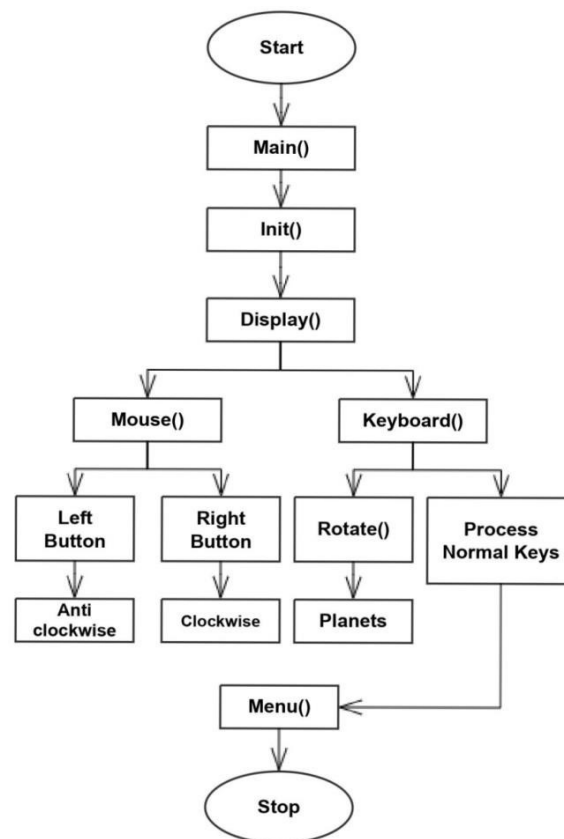 Start
Main()
Init()
Display()
Mouse()
Keyboard()
Left
Button
Right
Button
Rotate()
Process
Normal Keys
Anti
clockwise
Clockwise
Planets
Menu()
Stop